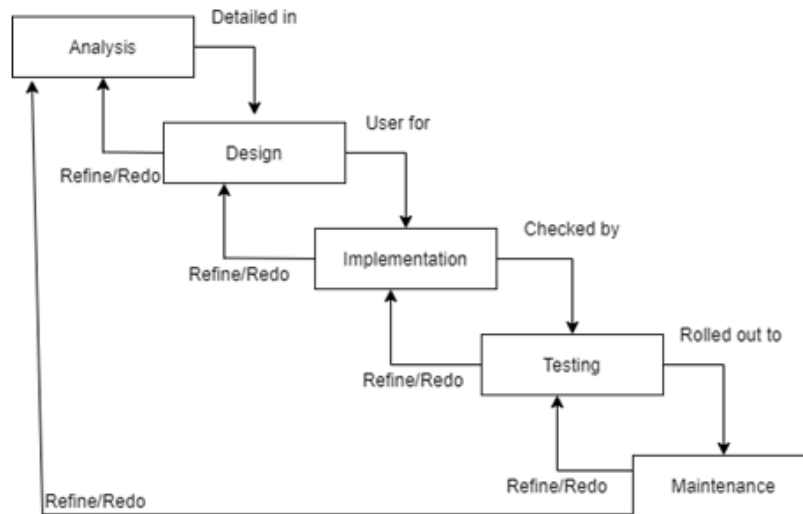 Detailed in
Analysis
User for
Design
Refine/Redo
Checked by
Implementation
Refine/Redo
Rolled out to
Testing
Refine/Redo
Maintenance
Refine/Redo
Refine/Redo